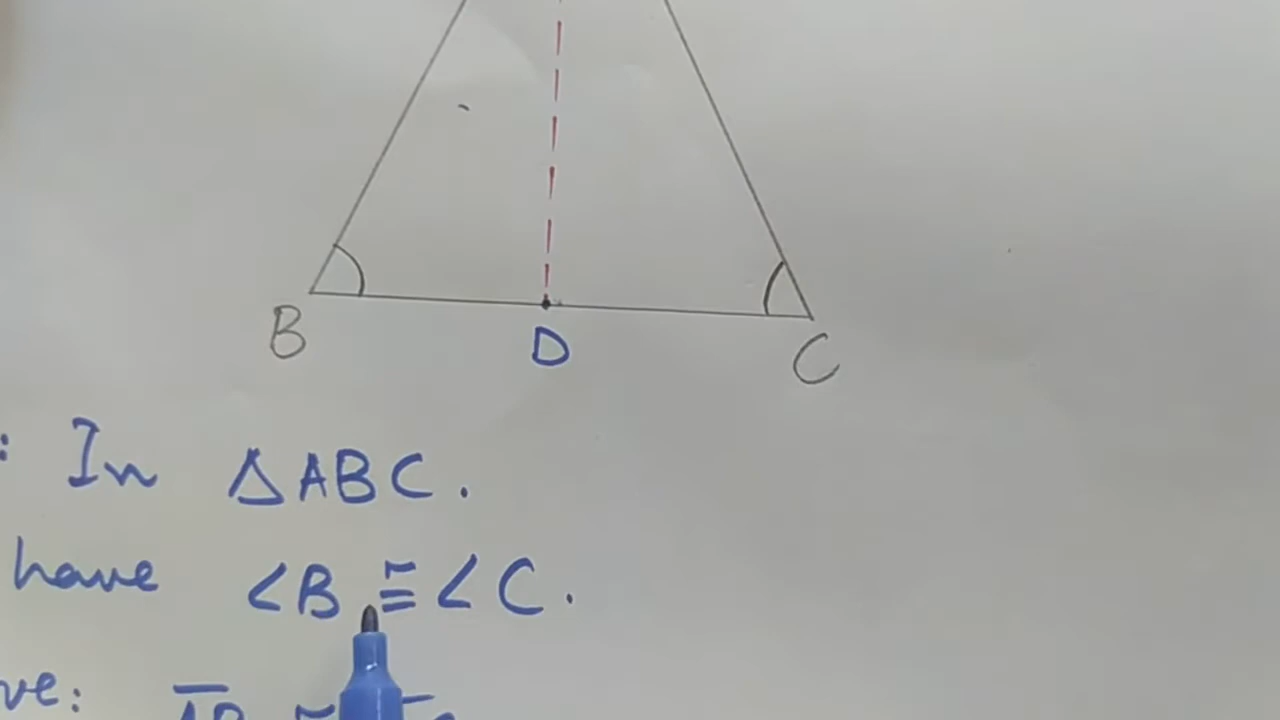 B D C
: In △ABC.
have ∠B ≅ ∠C.
ve: